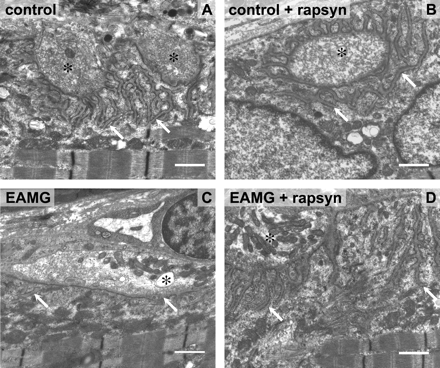 control
A
control + rapsyn
B
EAMG
C
EAMG + rapsyn
D